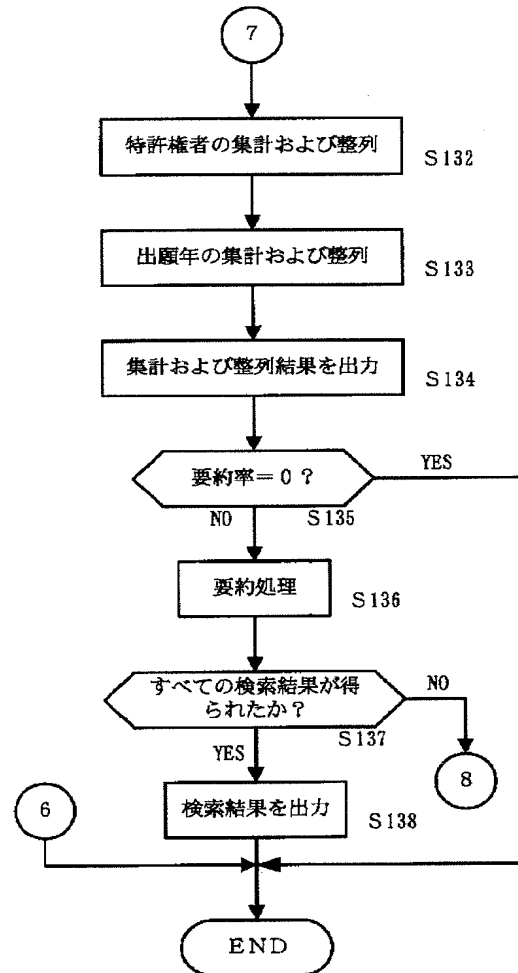 7
特許権者の集計および整列
S132
出願年の集計および整列
S133
集計および整列結果を出力
S134
要約率=0?
YES
NO
S135
要約処理
S136
すべての検索結果が得
られたか?
NO
S137
YES
8
6
検索結果を出力
S138
END